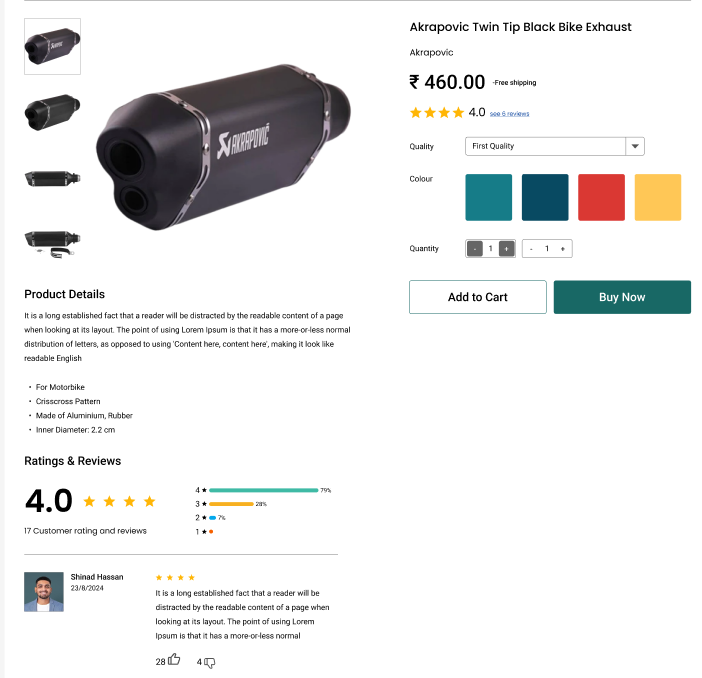 Akrapovic Twin Tip Black Bike Exhaust
Akrapovic
₹ 460.00 -Free shipping
4.0 see 6 reviews
Quality First Quality
Colour
Quantity - 1 + - 1 +
Add to Cart Buy Now
AKRAPOVIČ
AKRAPOVIČ
Product Details
It is a long established fact that a reader will be distracted by the readable content of a page
when looking at its layout. The point of using Lorem Ipsum is that it has a more-or-less normal
distribution of letters, as opposed to using 'Content here, content here', making it look like
readable English
• For Motorbike
• Crisscross Pattern
• Made of Aluminium, Rubber
• Inner Diameter: 2.2 cm
Ratings & Reviews
4.0
17 Customer rating and reviews
4 ★ 79%
3 ★ 28%
2 ★ 7%
1 ★
Shinad Hassan
23/8/2024
It is a long established fact that a reader will be
distracted by the readable content of a page when
looking at its layout. The point of using Lorem
Ipsum is that it has a more-or-less normal
28 4